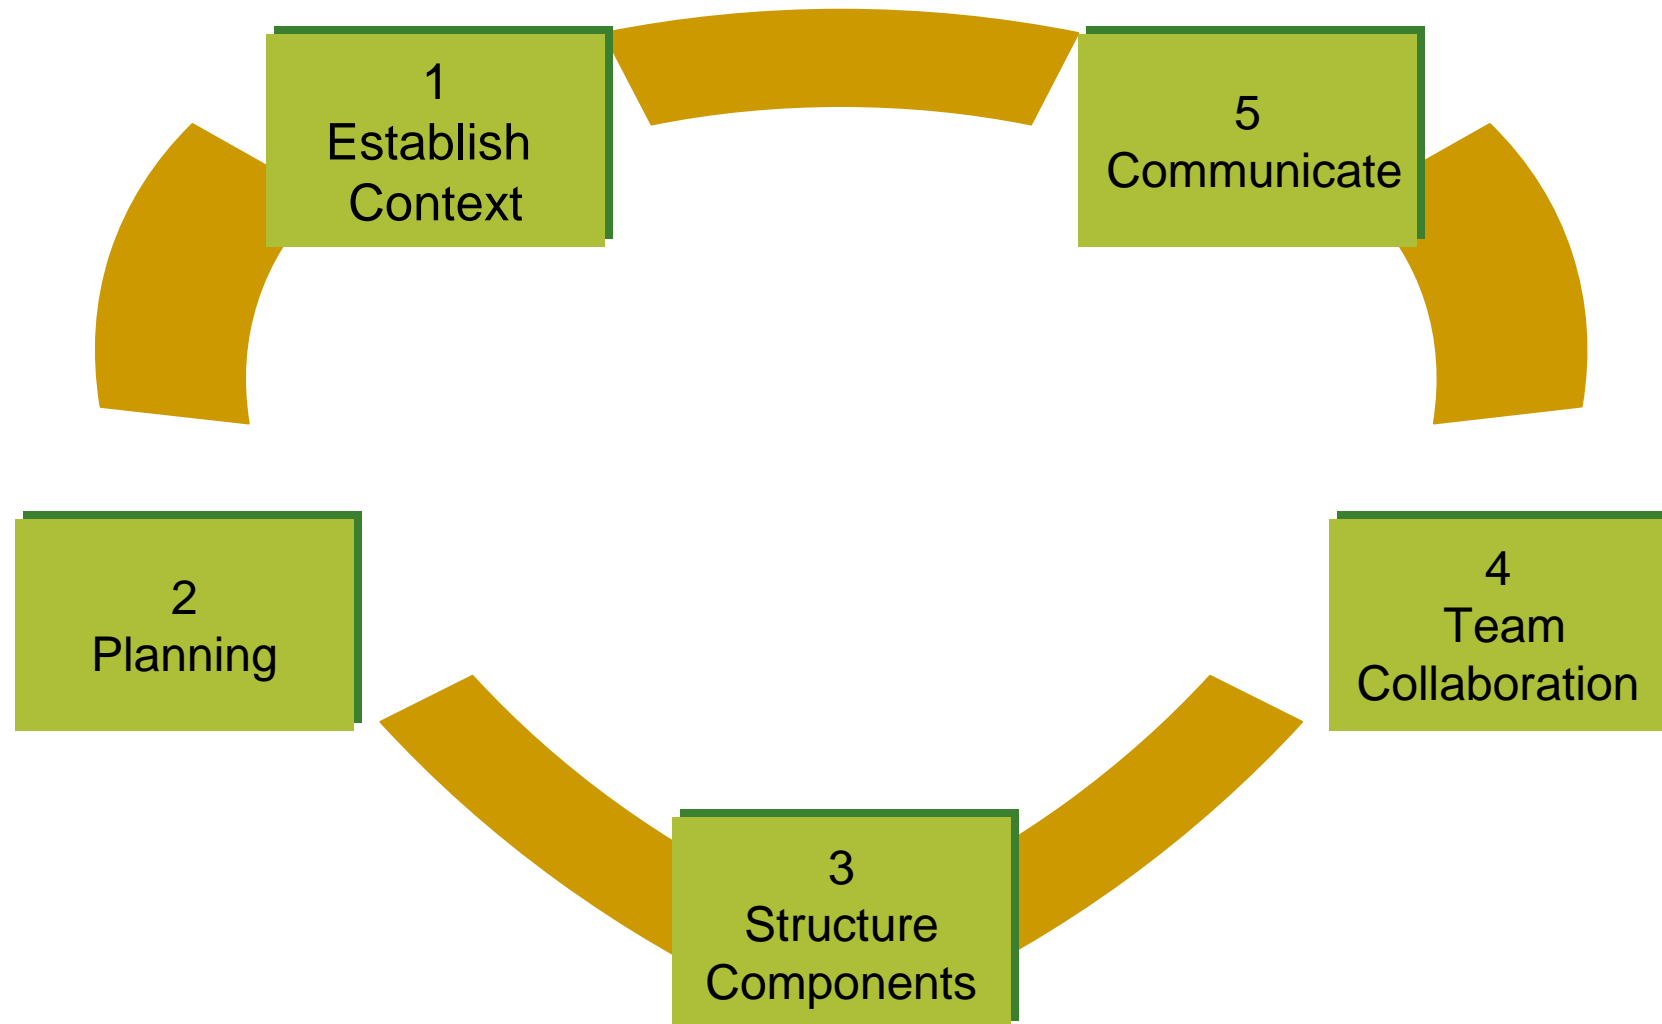 1
Establish
Context
2
Planning
3
Structure
Components
4
Team
Collaboration
5
Communicate